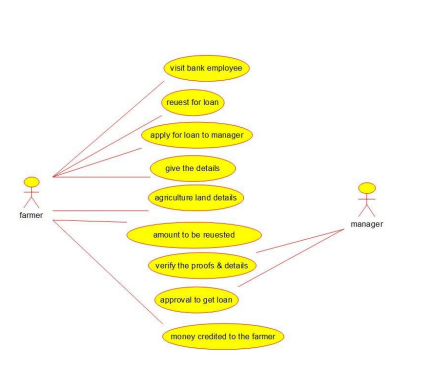 visit bank employee
reuest for loan
apply for loan to manager
give the details
agriculture land details
farmer
manager
amount to be reuested
verify the proofs & details
approval to get loan
money credited to the farmer